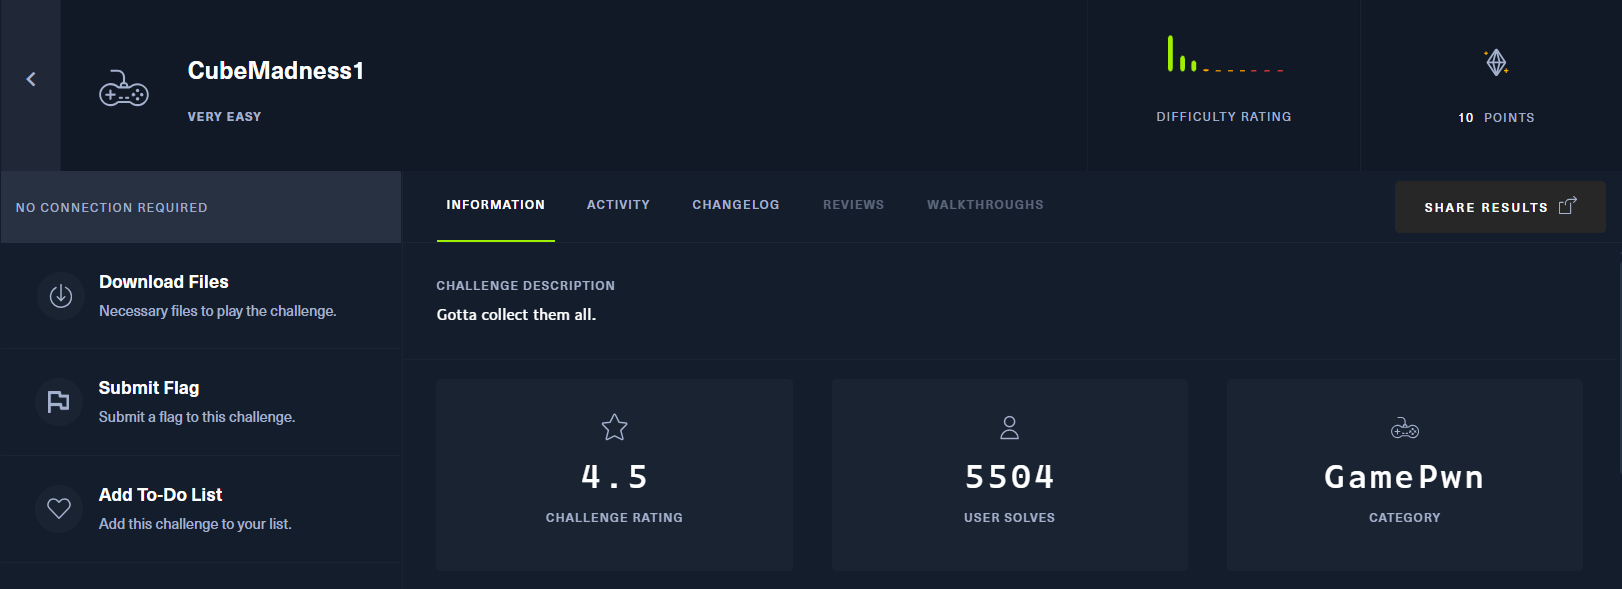 CubeMadness1
VERY EASY
DIFFICULTY RATING
10 POINTS
NO CONNECTION REQUIRED
INFORMATION
ACTIVITY
CHANGELOG
REVIEWS
WALKTHROUGHS
SHARE RESULTS
Download Files
Necessary files to play the challenge.
Submit Flag
Submit a flag to this challenge.
Add To-Do List
Add this challenge to your list.
CHALLENGE DESCRIPTION
Gotta collect them all.
4.5
CHALLENGE RATING
5504
USER SOLVES
GamePwn
CATEGORY